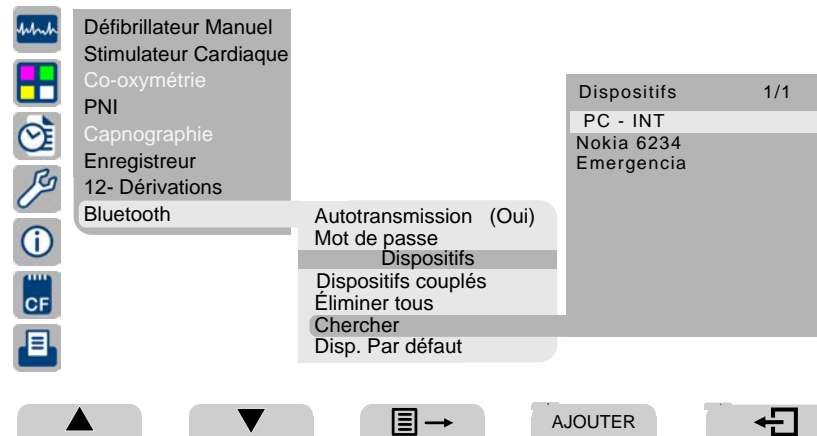 Défibrillateur Manuel
Stimulateur Cardiaque
Co-oxymétrie
PNI
Capnographie
Enregistreur
12- Dérivations
Bluetooth
Autotransmission (Oui)
Mot de passe
Dispositifs
Dispositifs couplés
Éliminer tous
Chercher
Disp. Par défaut
Dispositifs 1/1
PC - INT
Nokia 6234
Emergencia
CF
AJOUTER